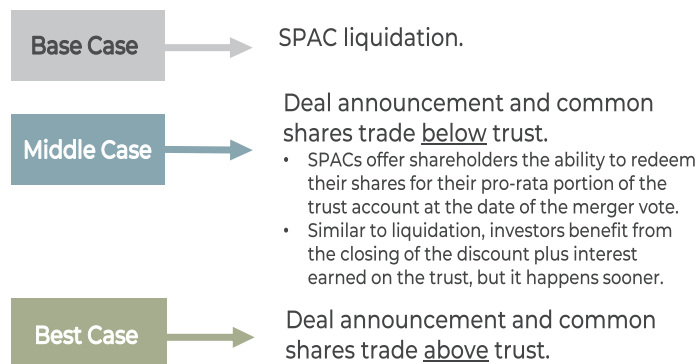 Base Case
SPAC liquidation.
Middle Case
Deal announcement and common
shares trade below trust.
• SPACs offer shareholders the ability to redeem
their shares for their pro-rata portion of the
trust account at the date of the merger vote.
• Similar to liquidation, investors benefit from
the closing of the discount plus interest
earned on the trust, but it happens sooner.
Best Case
Deal announcement and common
shares trade above trust.